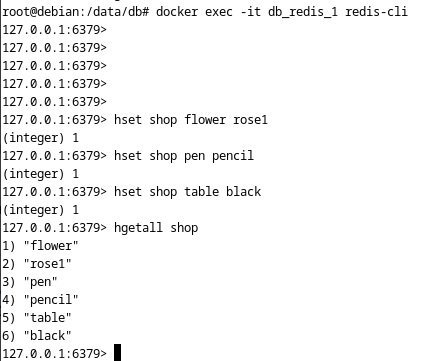 root@debian:/data/db# docker exec -it db_redis_1 redis-cli
127.0.0.1:6379>
127.0.0.1:6379>
127.0.0.1:6379>
127.0.0.1:6379>
127.0.0.1:6379>
127.0.0.1:6379> hset shop flower rose1
(integer) 1
127.0.0.1:6379> hset shop pen pencil
(integer) 1
127.0.0.1:6379> hset shop table black
(integer) 1
127.0.0.1:6379> hgetall shop
1) "flower"
2) "rose1"
3) "pen"
4) "pencil"
5) "table"
6) "black"
127.0.0.1:6379>